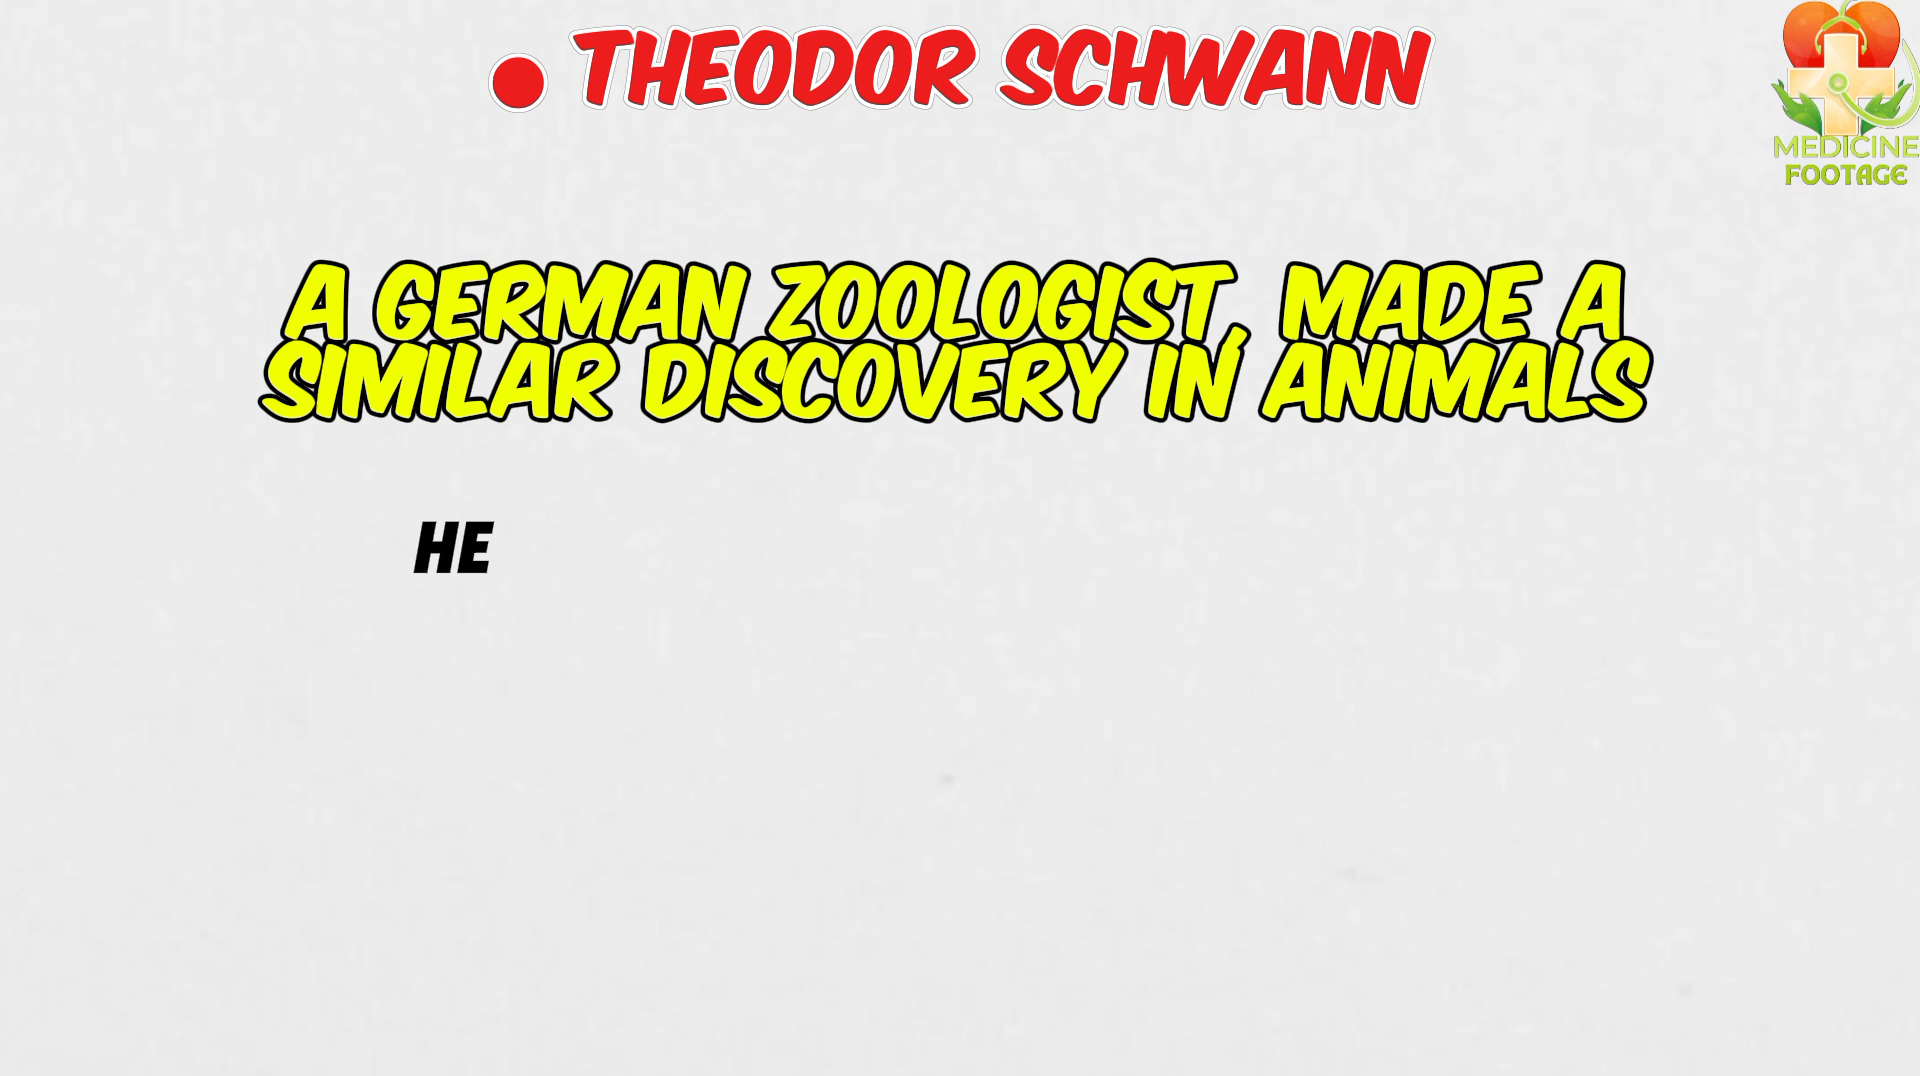 • THEODOR SCHWANN
MEDICINE
FOOTAGE
A GERMAN ZOOLOGIST, MADE A
SIMILAR DISCOVERY IN ANIMALS
HE